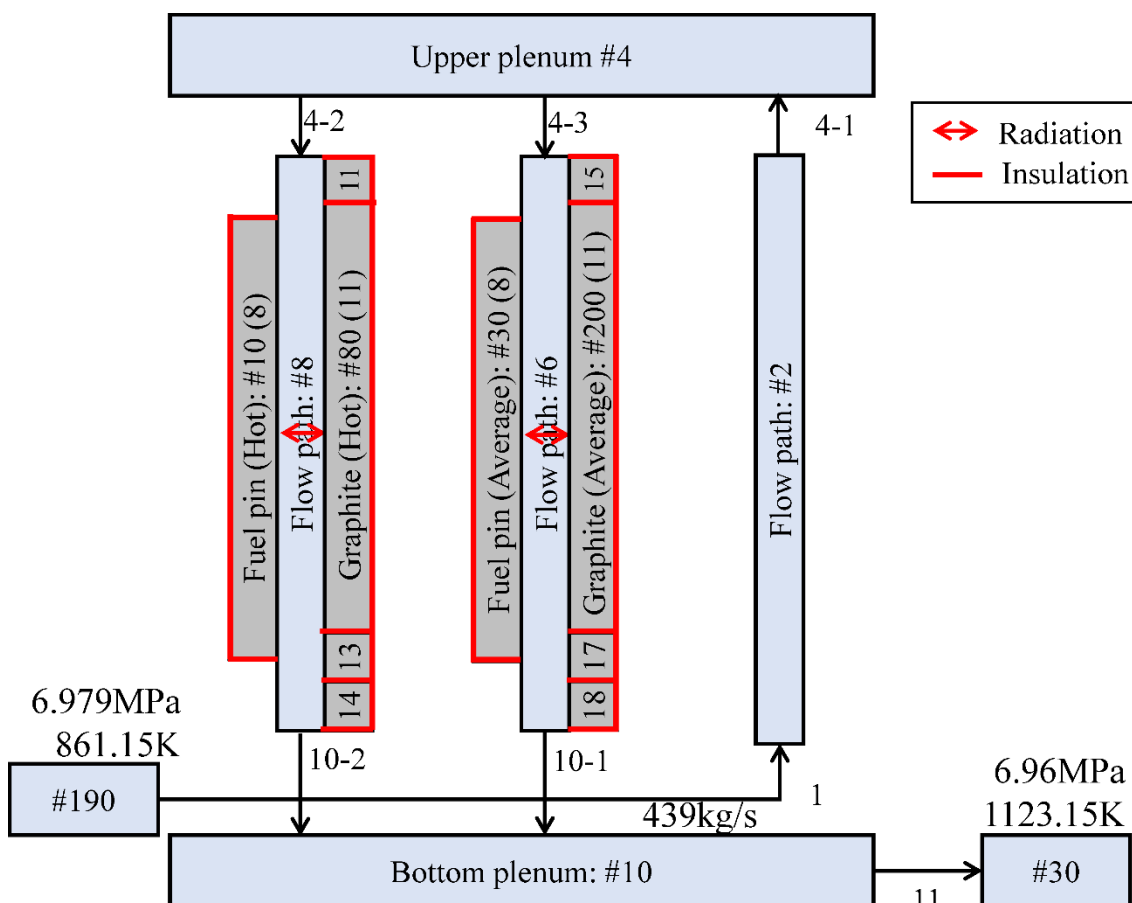 Upper plenum #4
4-2
4-3
4-1
Radiation
Insulation
11
15
Fuel pin (Hot): #10 (8)
Flow path: #8
Graphite (Hot): #80 (11)
Fuel pin (Average): #30 (8)
Flow path: #6
Graphite (Average): #200 (11)
Flow path: #2
13
14
17
18
6.979MPa
861.15K
#190
10-2
10-1
439kg/s
1
6.96MPa
1123.15K
Bottom plenum: #10
11
#30